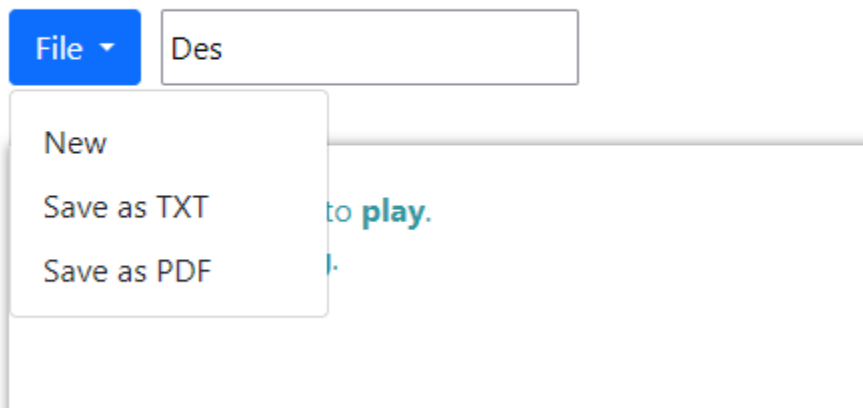 File
Des
New
Save as TXT
to play.
Save as PDF